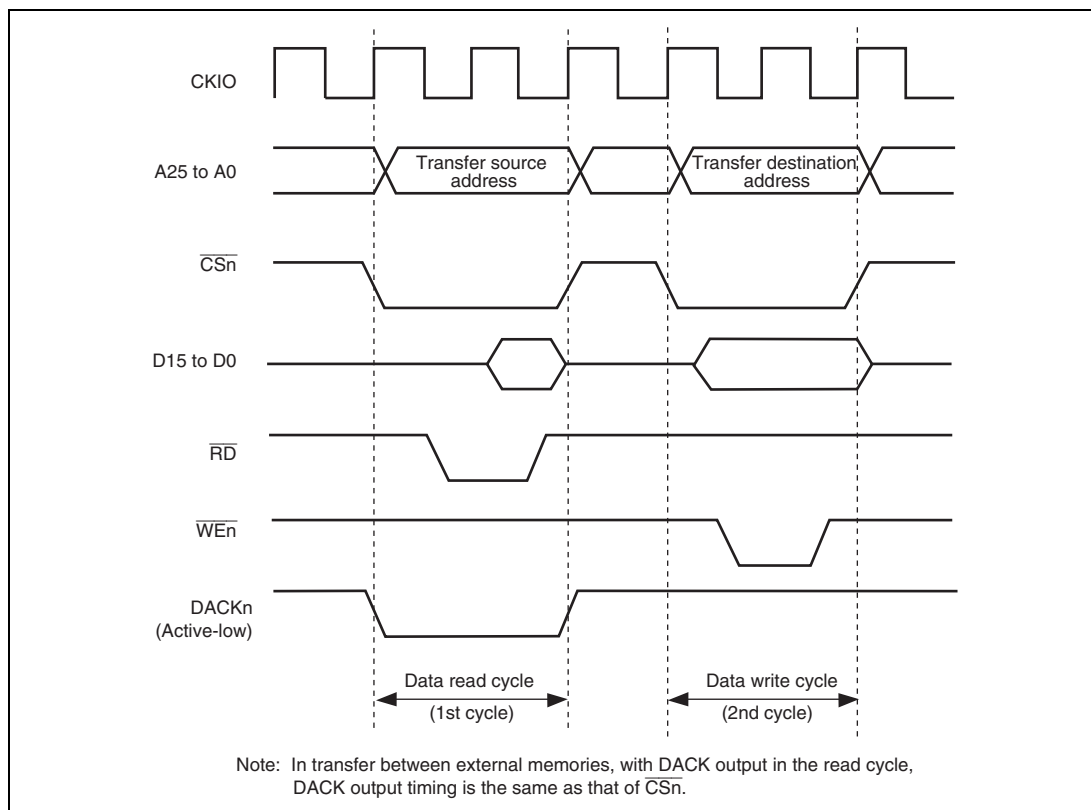 CKIO
A25 to A0
Transfer source
address
Transfer destination
address
CSn
D15 to D0
RD
WEn
DACKn
(Active-low)
Data read cycle
(1st cycle)
Data write cycle
(2nd cycle)
Note: In transfer between external memories, with DACK output in the read cycle,
DACK output timing is the same as that of CSn.